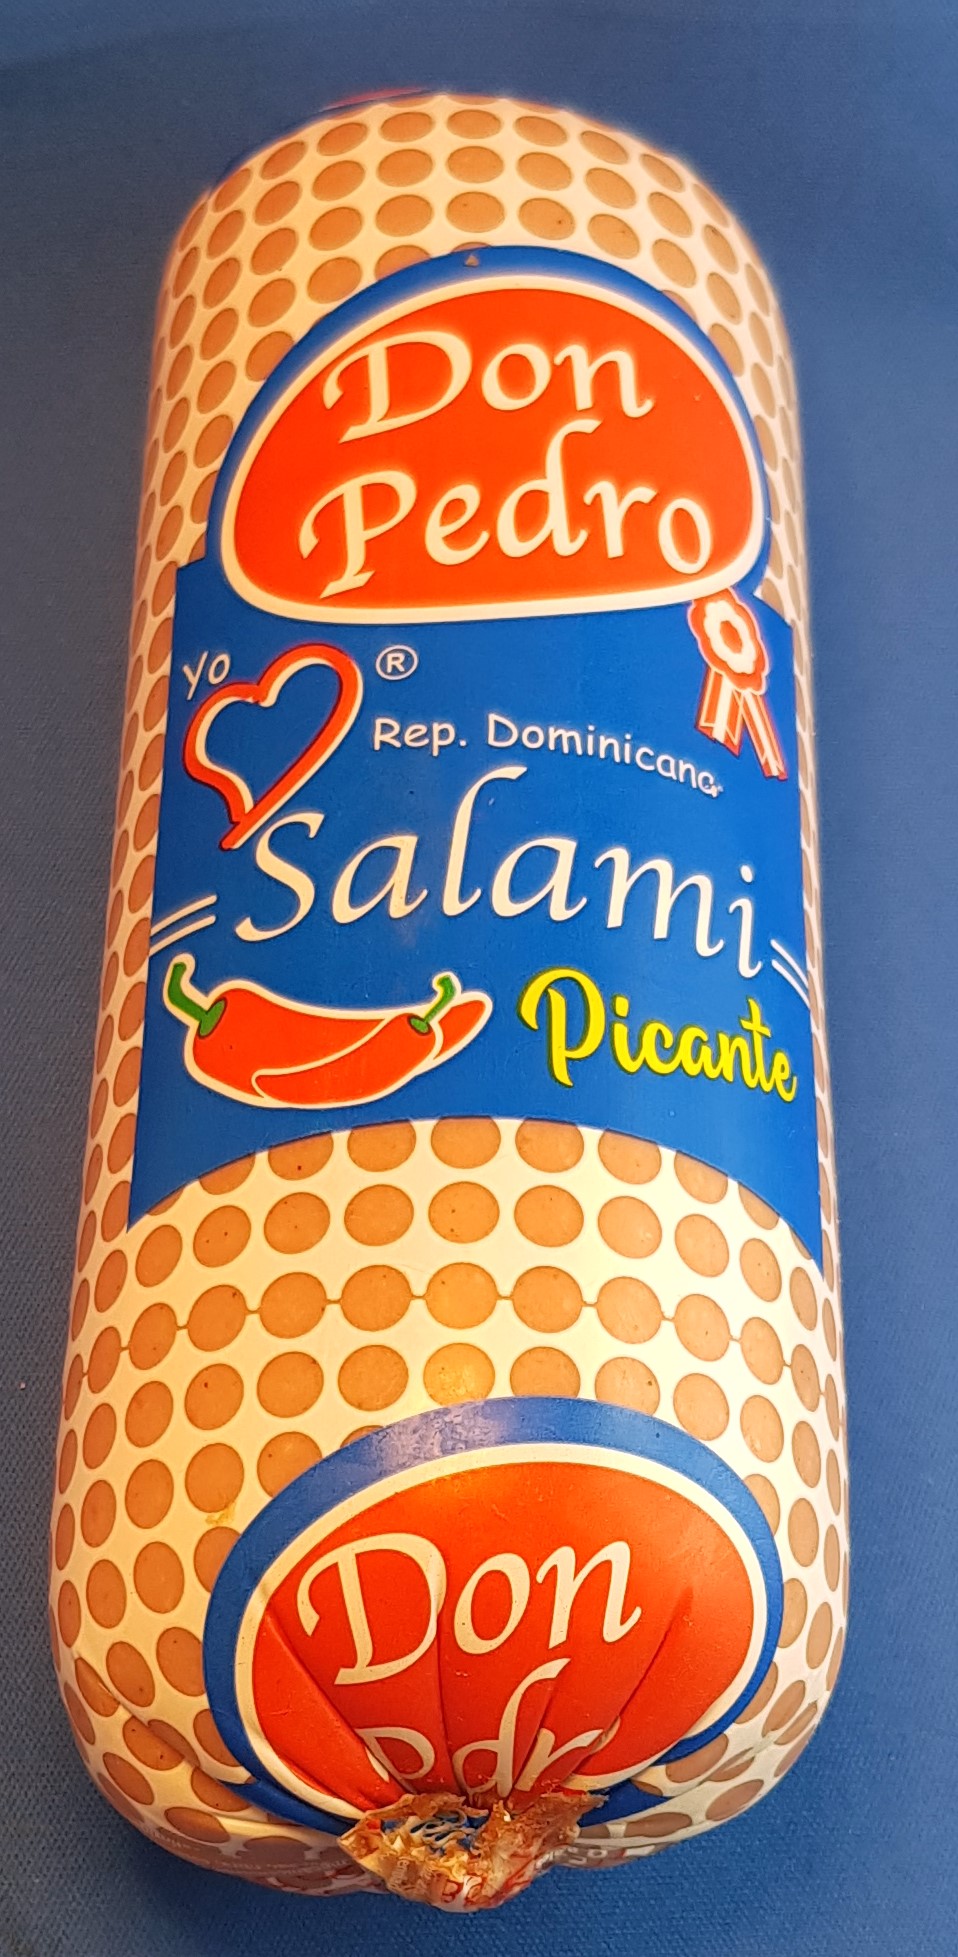 Don
Pedro
yo
®
Rep. Dominicana
Salami
Picante
Don